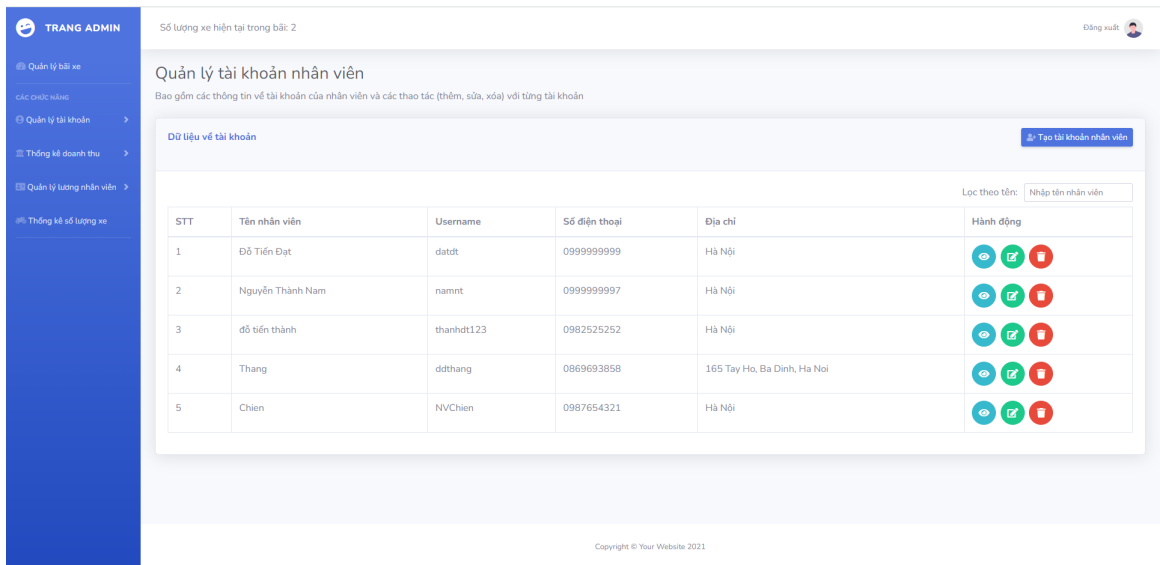 TRANG ADMIN
Số lượng xe hiện tại trong bãi: 2
Đăng xuất
Quản lý bãi xe
CÁC CHỨC NĂNG
Quản lý tài khoản
Thống kê doanh thu
Quản lý lương nhân viên
Thống kê số lượng xe
Quản lý tài khoản nhân viên
Bao gồm các thông tin về tài khoản của nhân viên và các thao tác (thêm, sửa, xóa) với từng tài khoản
Dữ liệu về tài khoản
Tạo tài khoản nhân viên
Lọc theo tên: Nhập tên nhân viên
STT Tên nhân viên Username Số điện thoại Địa chỉ Hành động
1 Đỗ Tiến Đạt datdt 0999999999 Hà Nội
2 Nguyễn Thành Nam namnt 0999999997 Hà Nội
3 đỗ tiến thành thanhdt123 0982525252 Hà Nội
4 Thang ddthang 0869693858 165 Tay Ho, Ba Dinh, Ha Noi
5 Chien NVChien 0987654321 Hà Nội
Copyright © Your Website 2021